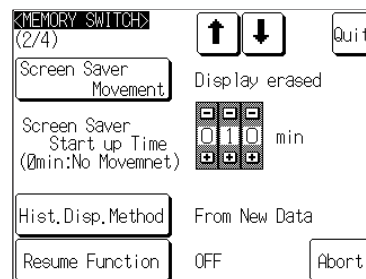 <MEMORY SWITCH>
(2/4)
Quit
Screen Saver
Movement
Display erased
Screen Saver
Start up Time
(0min:No Movemnet)
010 min
Hist.Disp.Method
From New Data
Resume Function
OFF
Abort